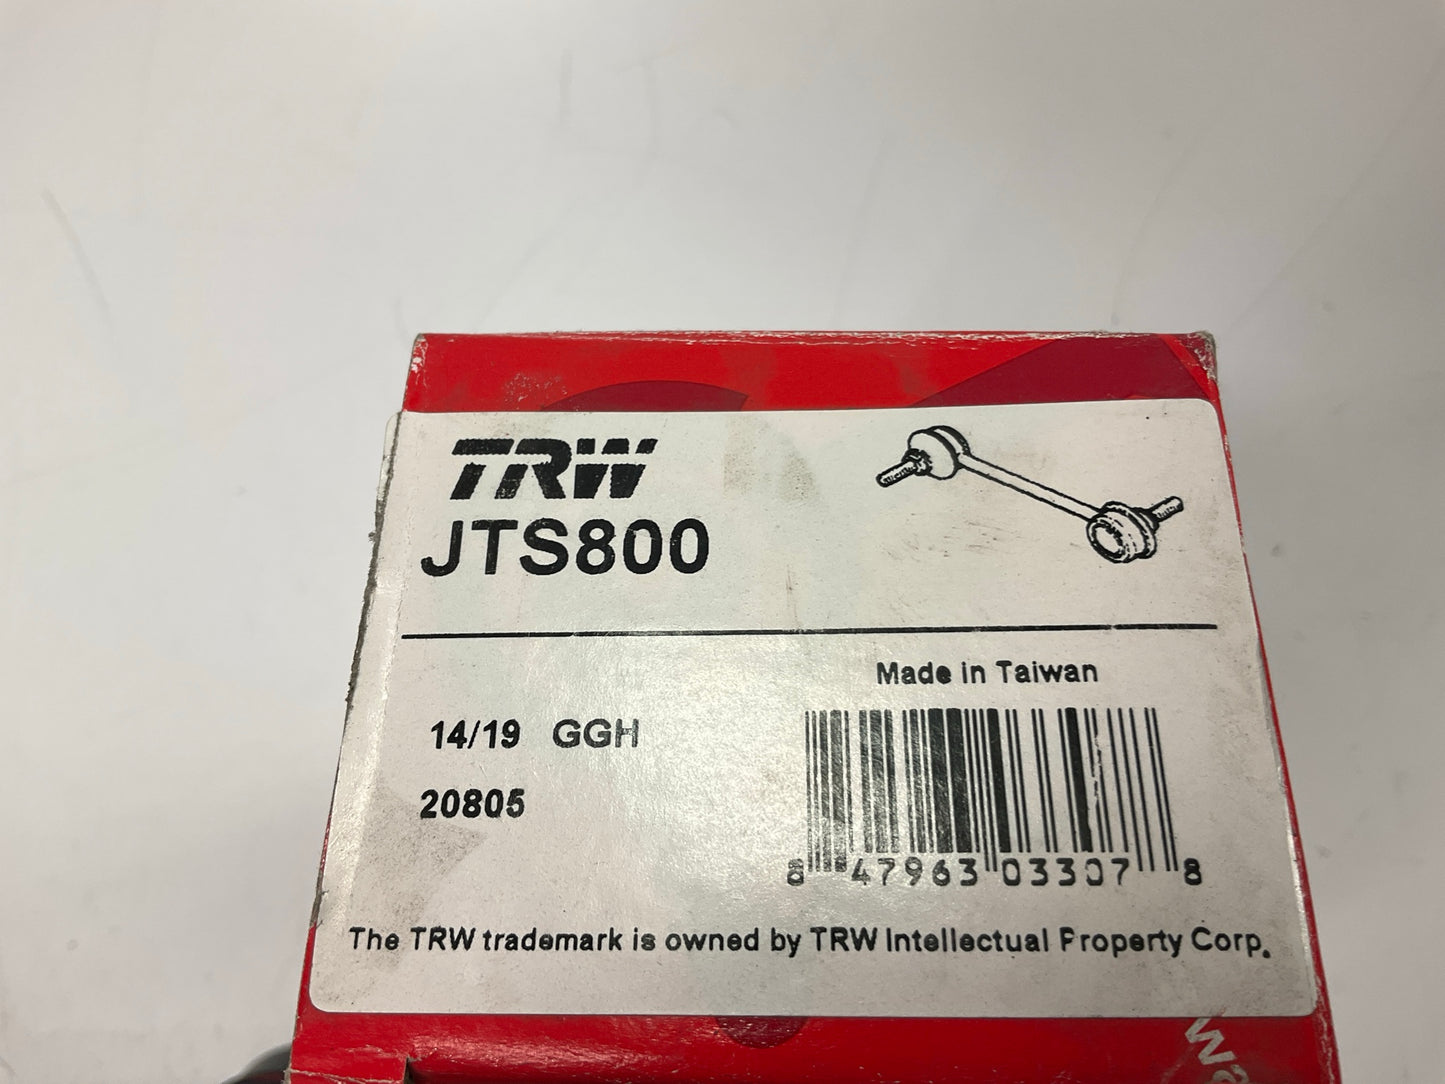 TRW
JTS800
Made in Taiwan
14/19 GGH
20805
8 47963 03307 8
The TRW trademark is owned by TRW Intellectual Property Corp.